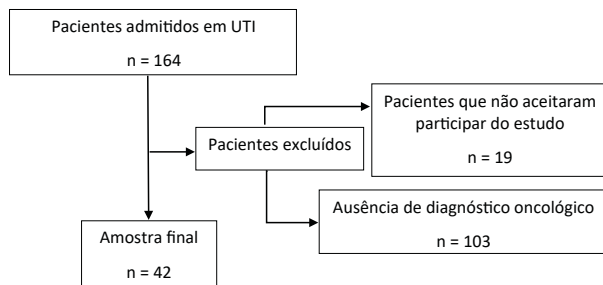 Pacientes admitidos em UTI
n = 164
Pacientes que não aceitaram
participar do estudo
n = 19
Pacientes excluídos
Ausência de diagnóstico oncológico
n = 103
Amostra final
n = 42